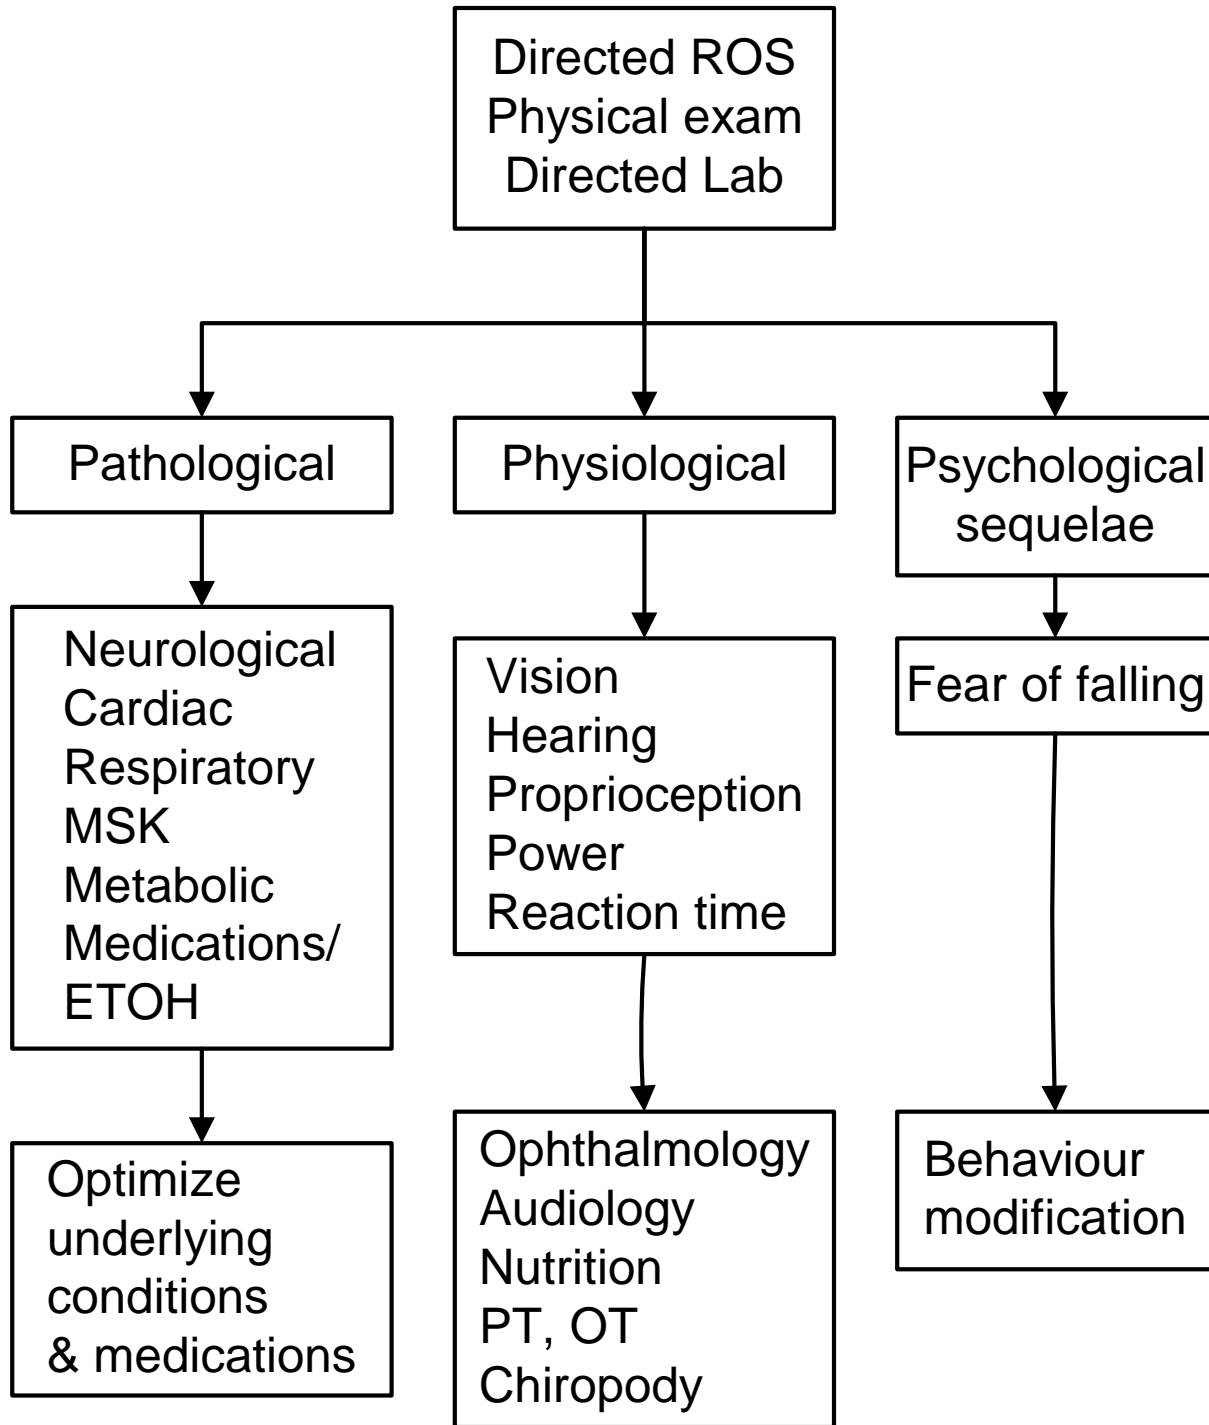 Directed ROS
Physical exam
Directed Lab
Pathological
Physiological
Psychological
sequelae
Neurological
Cardiac
Respiratory
MSK
Metabolic
Medications/
ETOH
Vision
Hearing
Proprioception
Power
Reaction time
Fear of falling
Optimize
underlying
conditions
& medications
Ophthalmology
Audiology
Nutrition
PT, OT
Chiropody
Behaviour
modification